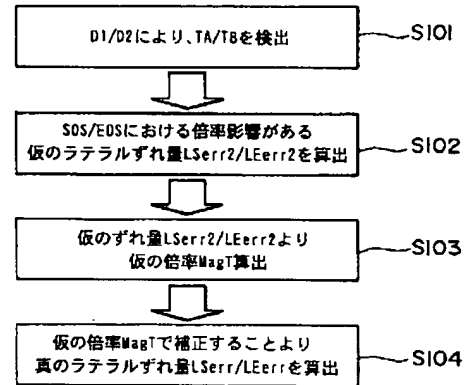 D1/D2により、TA/TBを検出
S101
SOS/EOSにおける倍率影響がある
仮のラテラルずれ量LSerr2/LEerr2を算出
S102
仮のずれ量LSerr2/LEerr2より
仮の倍率MagT算出
S103
仮の倍率MagTで補正することより
真のラテラルずれ量LSerr/LEerrを算出
S104